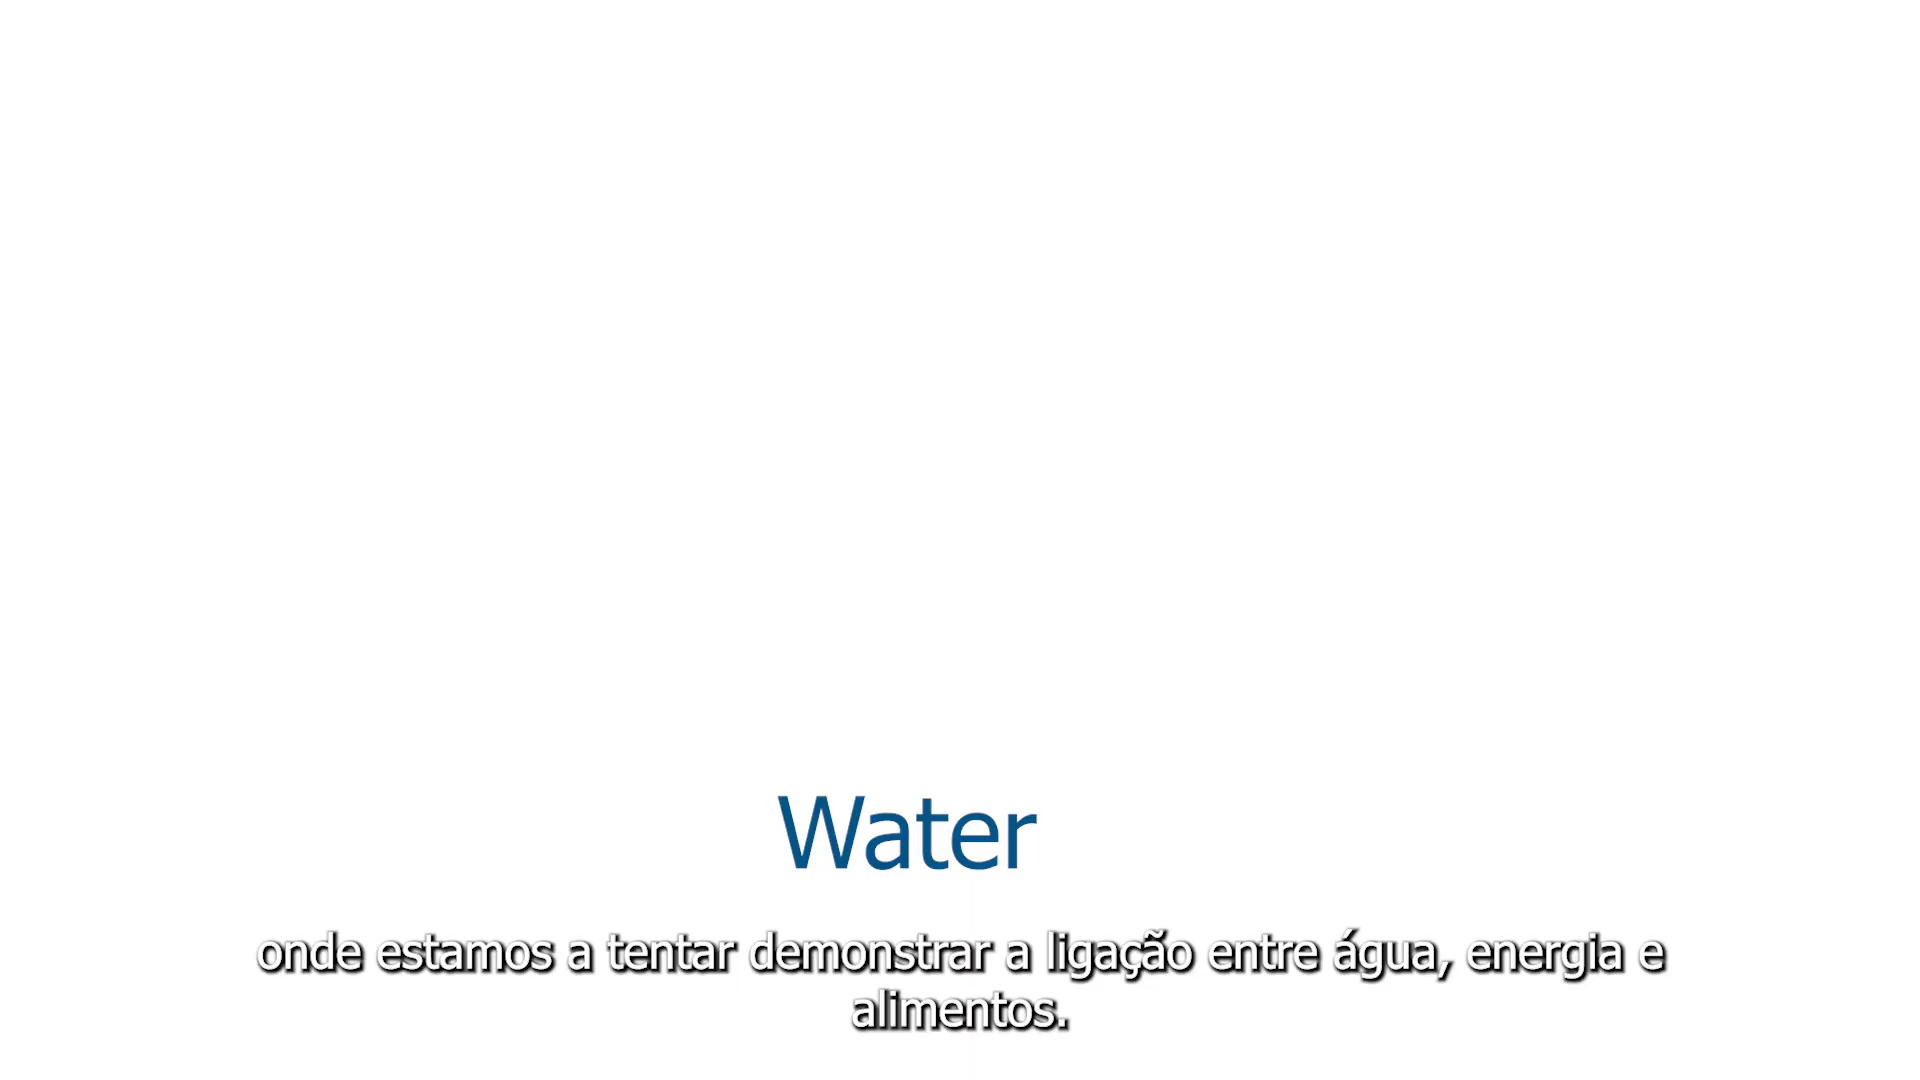 Water
onde estamos a tentar demonstrar a ligação entre água, energia e
alimentos.